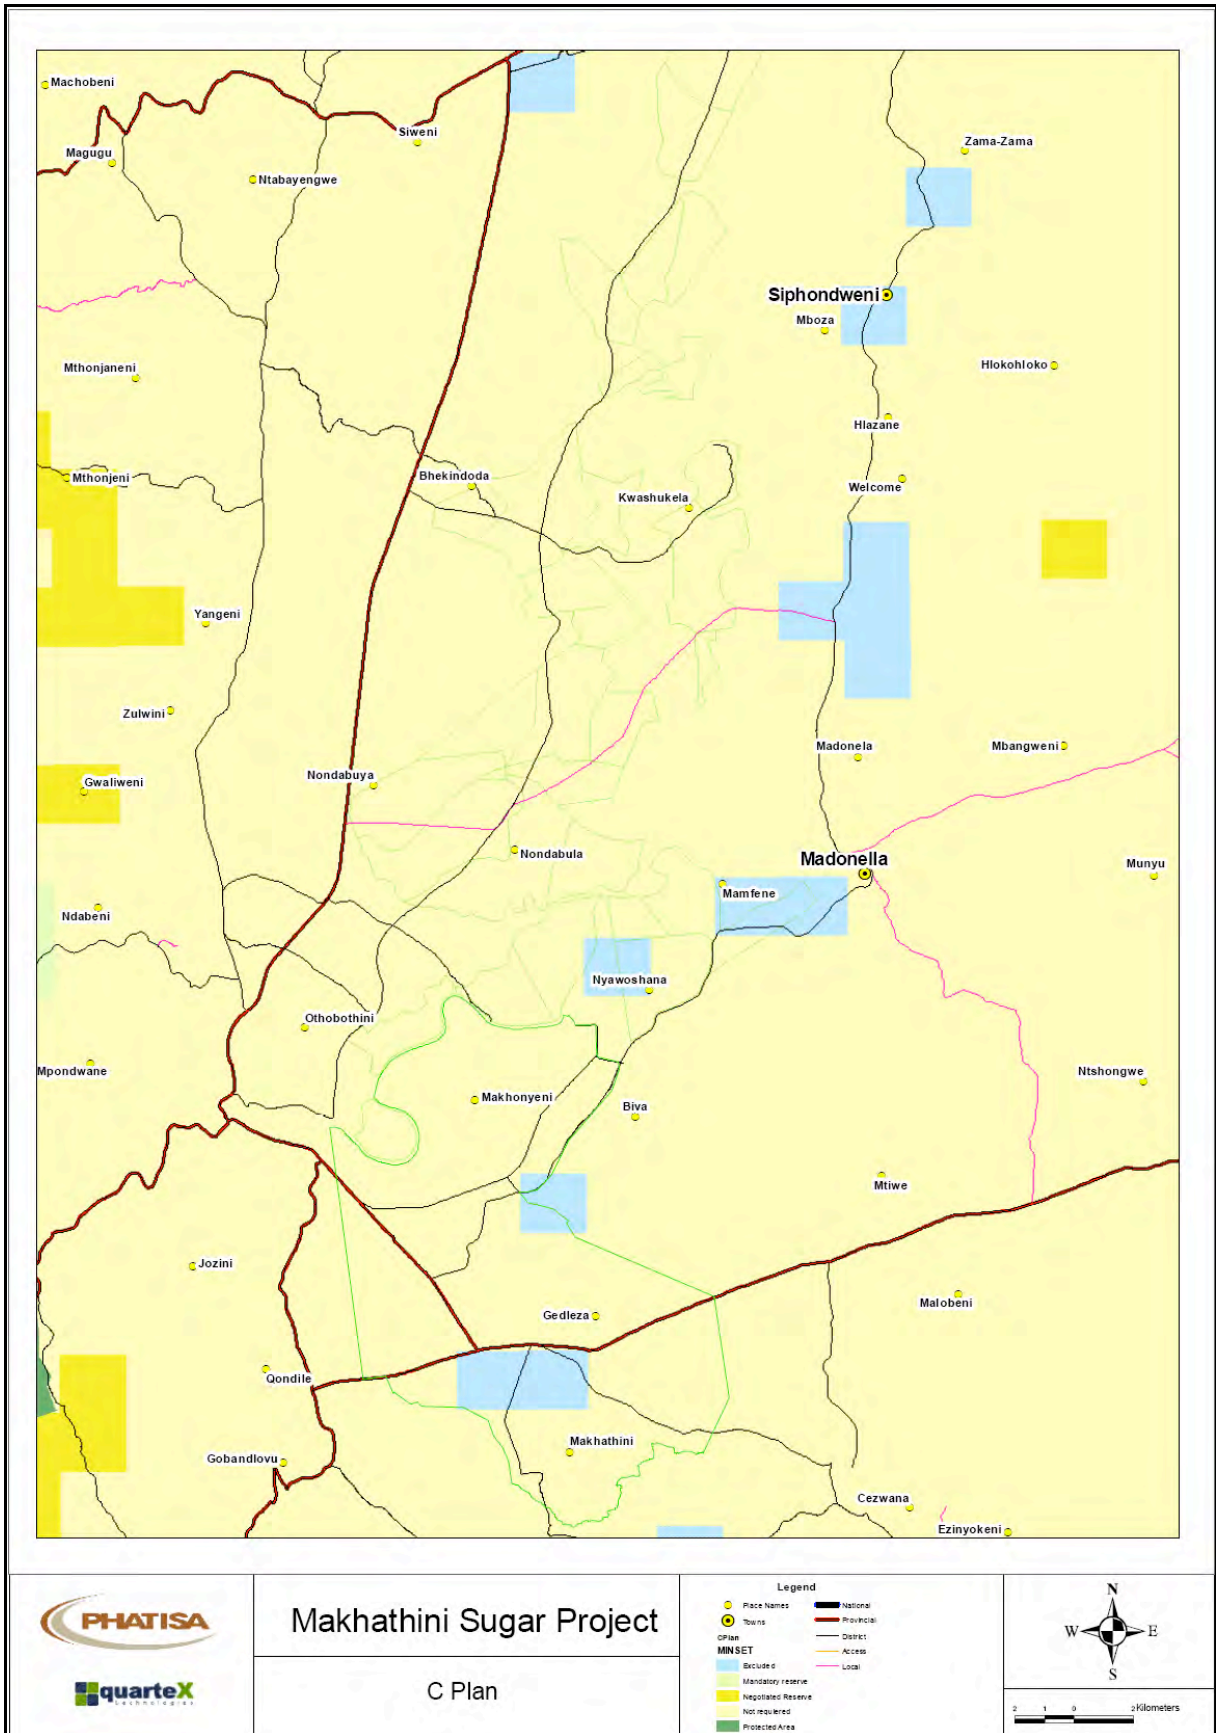 Machobeni
Siweni
Zama-Zama
Magugu
Ntabayengwe
Siphondweni
Mboza
Hlokohloko
Mthonjaneni
Hlazane
Mthonjeni
Bhekindoda
Kwashukela
Welcome
Yangeni
Zulwini
Madonela
Mbangweni
Gwaliweni
Nondabuya
Nondabula
Madonella
Munyu
Mamfene
Ndabeni
Nyawoshana
Othobothini
Mpondwane
Makhonyeni
Biva
Ntshongwe
Mtiwe
Jozini
Gedleza
Malobeni
Qondile
Gobandlovu
Makhathini
Cezwana
Ezinyokeni
PHATISA
quarteX
technologies
Makhathini Sugar Project
C Plan
Legend
Place Names
Towns
CPlan
MINSET
Excluded
Mandatory reserve
Negotiated Reserve
Not requiered
Protected Area
National
Provincial
District
Access
Local
N
W E
S
2 1 0 2 Kilometers